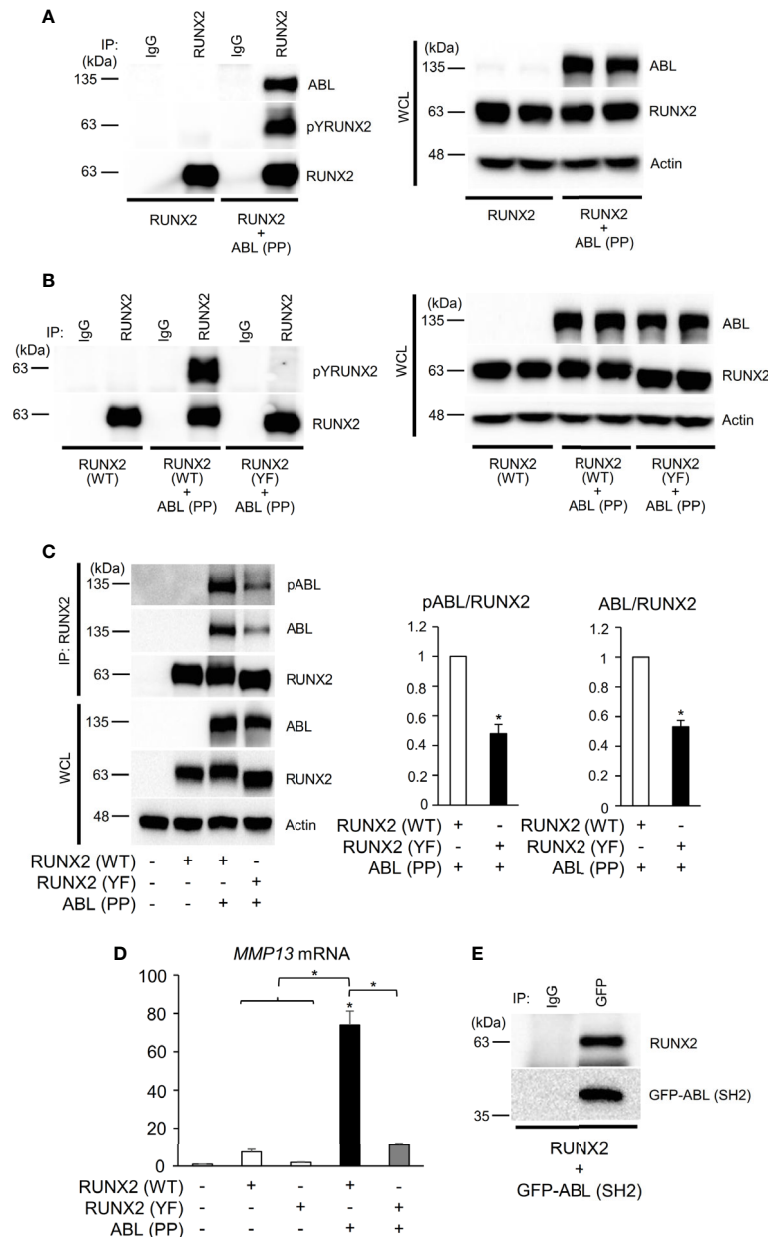 A
IP:
IgG
RUNX2
IgG
RUNX2
(kDa)
135
ABL
63
pYRUNX2
63
RUNX2
RUNX2
RUNX2
+
ABL (PP)
WCL
(kDa)
135
ABL
63
RUNX2
48
Actin
RUNX2
RUNX2
+
ABL (PP)
B
IP:
IgG
RUNX2
IgG
RUNX2
IgG
RUNX2
(kDa)
63
pYRUNX2
63
RUNX2
RUNX2
(WT)
RUNX2
(WT)
+
ABL (PP)
RUNX2
(YF)
+
ABL (PP)
WCL
(kDa)
135
ABL
63
RUNX2
48
Actin
RUNX2
(WT)
RUNX2
(WT)
+
ABL (PP)
RUNX2
(YF)
+
ABL (PP)
C
IP: RUNX2
(kDa)
135
pABL
135
ABL
63
RUNX2
WCL
135
ABL
63
RUNX2
48
Actin
RUNX2 (WT) - + + -
RUNX2 (YF) - - - +
ABL (PP) - - + +
pABL/RUNX2
1.2
1
0.8
0.6
0.4
0.2
0
*
RUNX2 (WT) + -
RUNX2 (YF) - +
ABL (PP) + +
ABL/RUNX2
1.2
1
0.8
0.6
0.4
0.2
0
*
RUNX2 (WT) + -
RUNX2 (YF) - +
ABL (PP) + +
D
MMP13 mRNA
100
80
60
40
20
0
*
*
*
RUNX2 (WT) - + - + -
RUNX2 (YF) - - + - +
ABL (PP) - - - + +
E
IP:
IgG
GFP
(kDa)
63
RUNX2
GFP-ABL (SH2)
35
RUNX2
+
GFP-ABL (SH2)